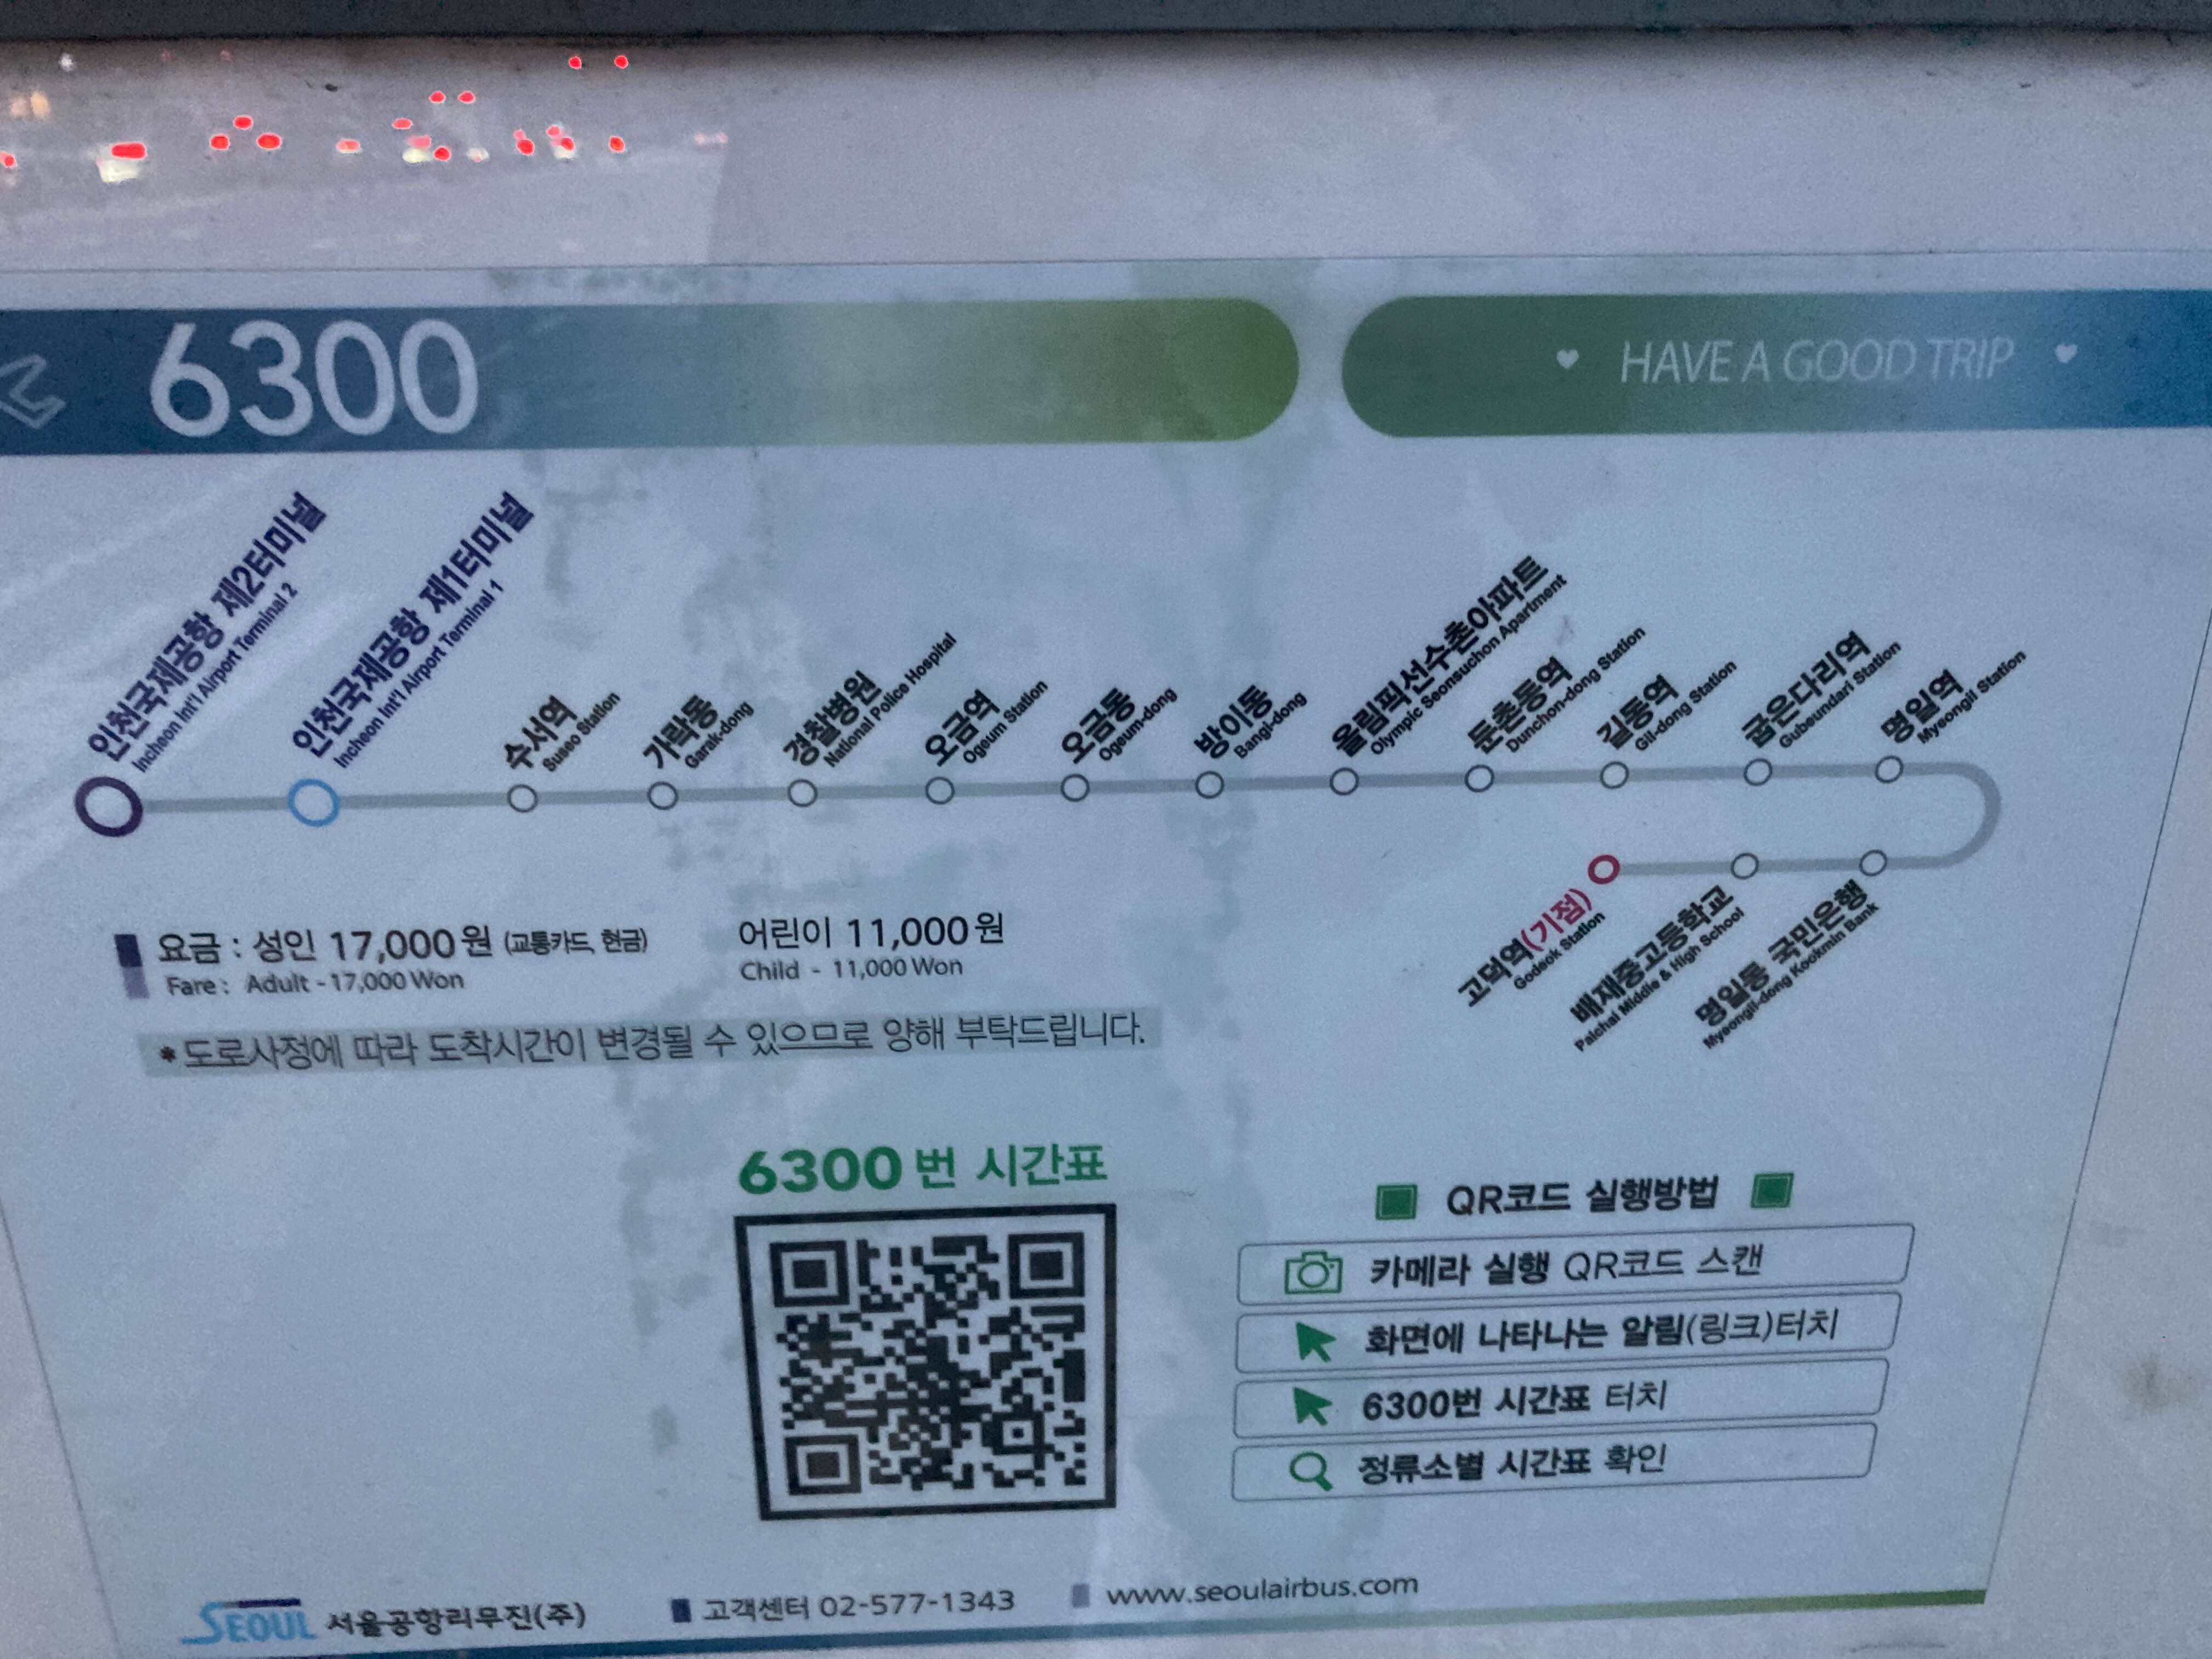 6300
♥ HAVE A GOOD TRIP ♥
인천국제공항 제2터미널
Incheon Int'l Airport Terminal 2
인천국제공항 제1터미널
Incheon Int'l Airport Terminal 1
수서역
Suseo Station
가락동
Garak-dong
경찰병원
National Police Hospital
오금역
Ogeum Station
오금동
Ogeum-dong
방이동
Bangi-dong
올림픽선수촌아파트
Olympic Seonsuchon Apartment
둔촌동역
Dunchon-dong Station
길동역
Gil-dong Station
굽은다리역
Gubeundari Station
명일역
Myeongil Station
고덕역(기점)
Godeok Station
배재중고등학교
Paichai Middle & High School
명일동 국민은행
Myeongil-dong Kookmin Bank
요금 : 성인 17,000원 (교통카드, 현금) 어린이 11,000원
Fare : Adult - 17,000 Won Child - 11,000 Won
*도로사정에 따라 도착시간이 변경될 수 있으므로 양해 부탁드립니다.
6300번 시간표
QR코드 실행방법
카메라 실행 QR코드 스캔
화면에 나타나는 알림(링크)터치
6300번 시간표 터치
정류소별 시간표 확인
SEOUL 서울공항리무진(주) 고객센터 02-577-1343 www.seoulairbus.com